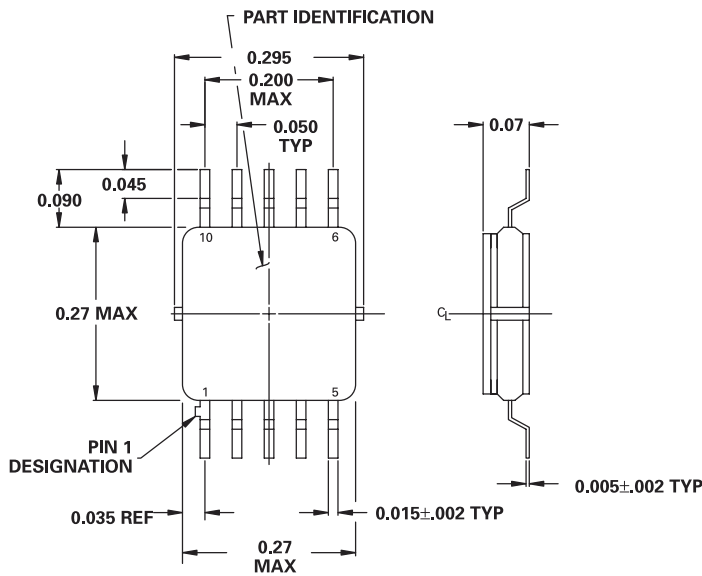 PART IDENTIFICATION
0.295
0.200
MAX
0.050
TYP
0.07
0.045
0.090
10
6
0.27 MAX
CL
1
5
PIN 1
DESIGNATION
0.035 REF
0.015±.002 TYP
0.005±.002 TYP
0.27
MAX